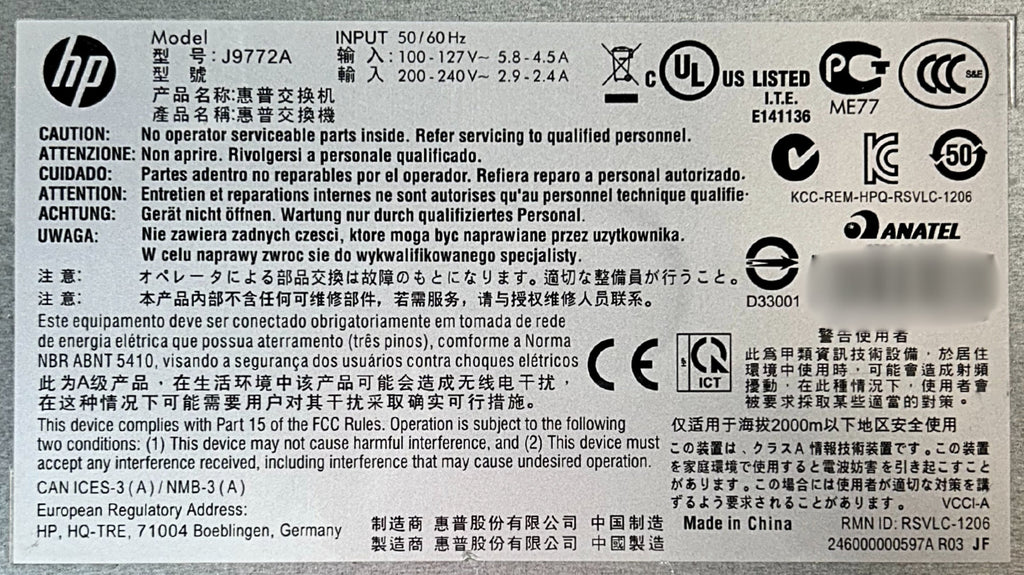 hp
Model
型 号 : J9772A
型 號
产品名称:惠普交换机
產品名稱:惠普交換機
INPUT 50/60 Hz
输 入 : 100-127V~ 5.8-4.5A
輸 入 : 200-240V~ 2.9-2.4A
C UL US LISTED
I.T.E.
E141136
PCT
ME77
CCC S&E
CAUTION: No operator serviceable parts inside. Refer servicing to qualified personnel.
ATTENZIONE: Non aprire. Rivolgersi a personale qualificado.
CUIDADO: Partes adentro no reparables por el operador. Refiera reparo a personal autorizado.
ATTENTION: Entretien et reparations internes ne sont autorises qu'au personnel technique qualifie.
ACHTUNG: Gerät nicht öffnen. Wartung nur durch qualifiziertes Personal.
UWAGA: Nie zawiera zadnych czesci, ktore moga byc naprawiane przez uzytkownika.
W celu naprawy zwroc sie do wykwalifikowanego specjalisty.
注 意: オペレータによる部品交換は故障のもとになります。適切な整備員が行うこと。
注 意: 本产品内部不含任何可维修部件，若需服务，请与授权维修人员联系。
50
KCC-REM-HPQ-RSVLC-1206
ANATEL
D33001
Este equipamento deve ser conectado obrigatoriamente em tomada de rede
de energia elétrica que possua aterramento (três pinos), conforme a Norma
NBR ABNT 5410, visando a segurança dos usuários contra choques elétricos
此为A级产品，在生活环境中该产品可能会造成无线电干扰，
在这种情况下可能需要用户对其干扰采取确实可行措施。
CE
ICT
警告使用者
此為甲類資訊技術設備，於居住
環境中使用時，可能會造成射頻
擾動，在此種情況下，使用者會
被要求採取某些適當的對策。
This device complies with Part 15 of the FCC Rules. Operation is subject to the following
two conditions: (1) This device may not cause harmful interference, and (2) This device must
accept any interference received, including interference that may cause undesired operation.
仅适用于海拔2000m以下地区安全使用
この装置は、クラスA情報技術装置です。この装置
を家庭環境で使用すると電波妨害を引き起こすこと
があります。この場合には使用者が適切な対策を講
ずるよう要求されることがあります。 VCCI-A
CAN ICES-3 (A) / NMB-3 (A)
European Regulatory Address:
HP, HQ-TRE, 71004 Boeblingen, Germany
制造商 惠普股份有限公司 中国制造
製造商 惠普股份有限公司 中國製造
Made in China
RMN ID: RSVLC-1206
246000000597A R03 JF